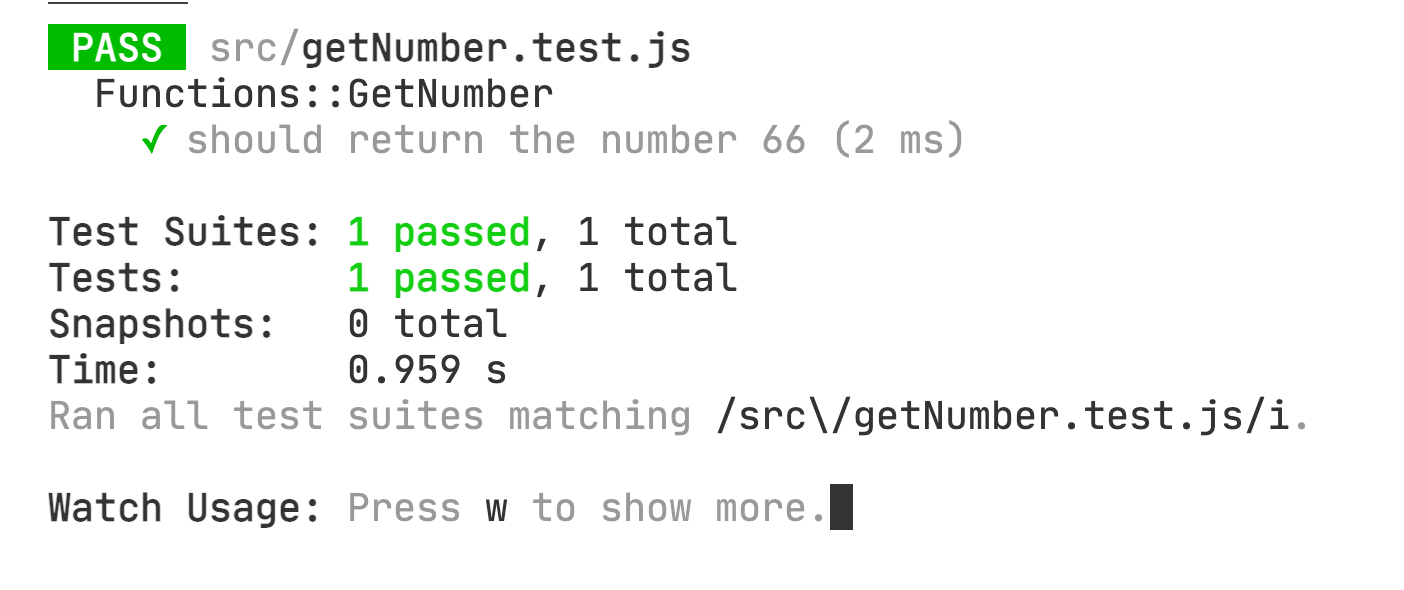 PASS src/getNumber.test.js
Functions::GetNumber
✓ should return the number 66 (2 ms)
Test Suites: 1 passed, 1 total
Tests: 1 passed, 1 total
Snapshots: 0 total
Time: 0.959 s
Ran all test suites matching /src\/getNumber.test.js/i.
Watch Usage: Press w to show more.